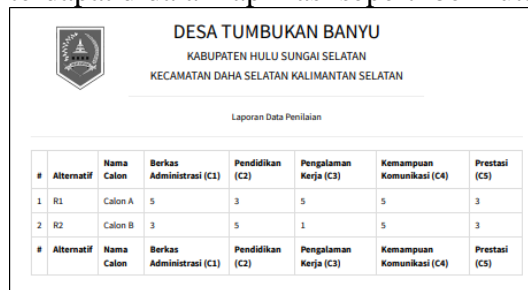 DESA TUMBUKAN BANYU
KABUPATEN HULU SUNGAI SELATAN
KECAMATAN DAHA SELATAN KALIMANTAN SELATAN
Laporan Data Penilaian
# Alternatif Nama Calon Berkas Administrasi (C1) Pendidikan (C2) Pengalaman Kerja (C3) Kemampuan Komunikasi (C4) Prestasi (C5)
1 R1 Calon A 5 3 5 5 3
2 R2 Calon B 3 5 1 5 3
# Alternatif Nama Calon Berkas Administrasi (C1) Pendidikan (C2) Pengalaman Kerja (C3) Kemampuan Komunikasi (C4) Prestasi (C5)